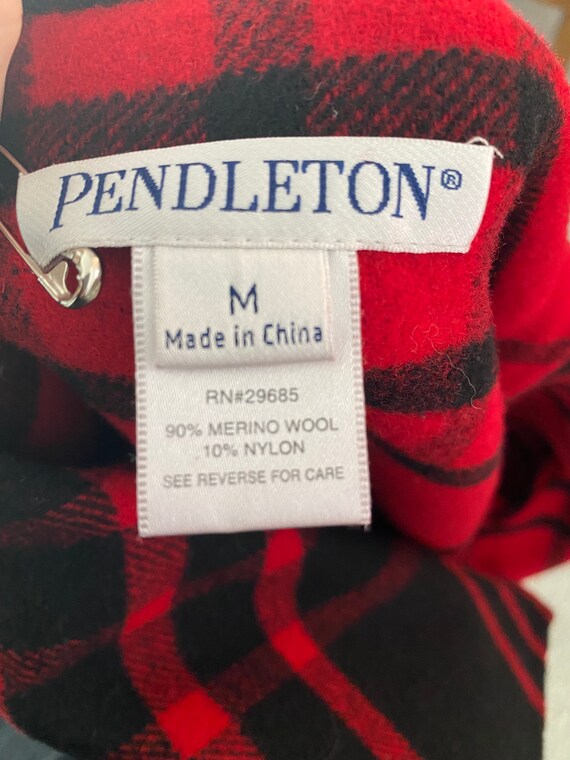 PENDLETON®
M
Made in China
RN#29685
90% MERINO WOOL
10% NYLON
SEE REVERSE FOR CARE